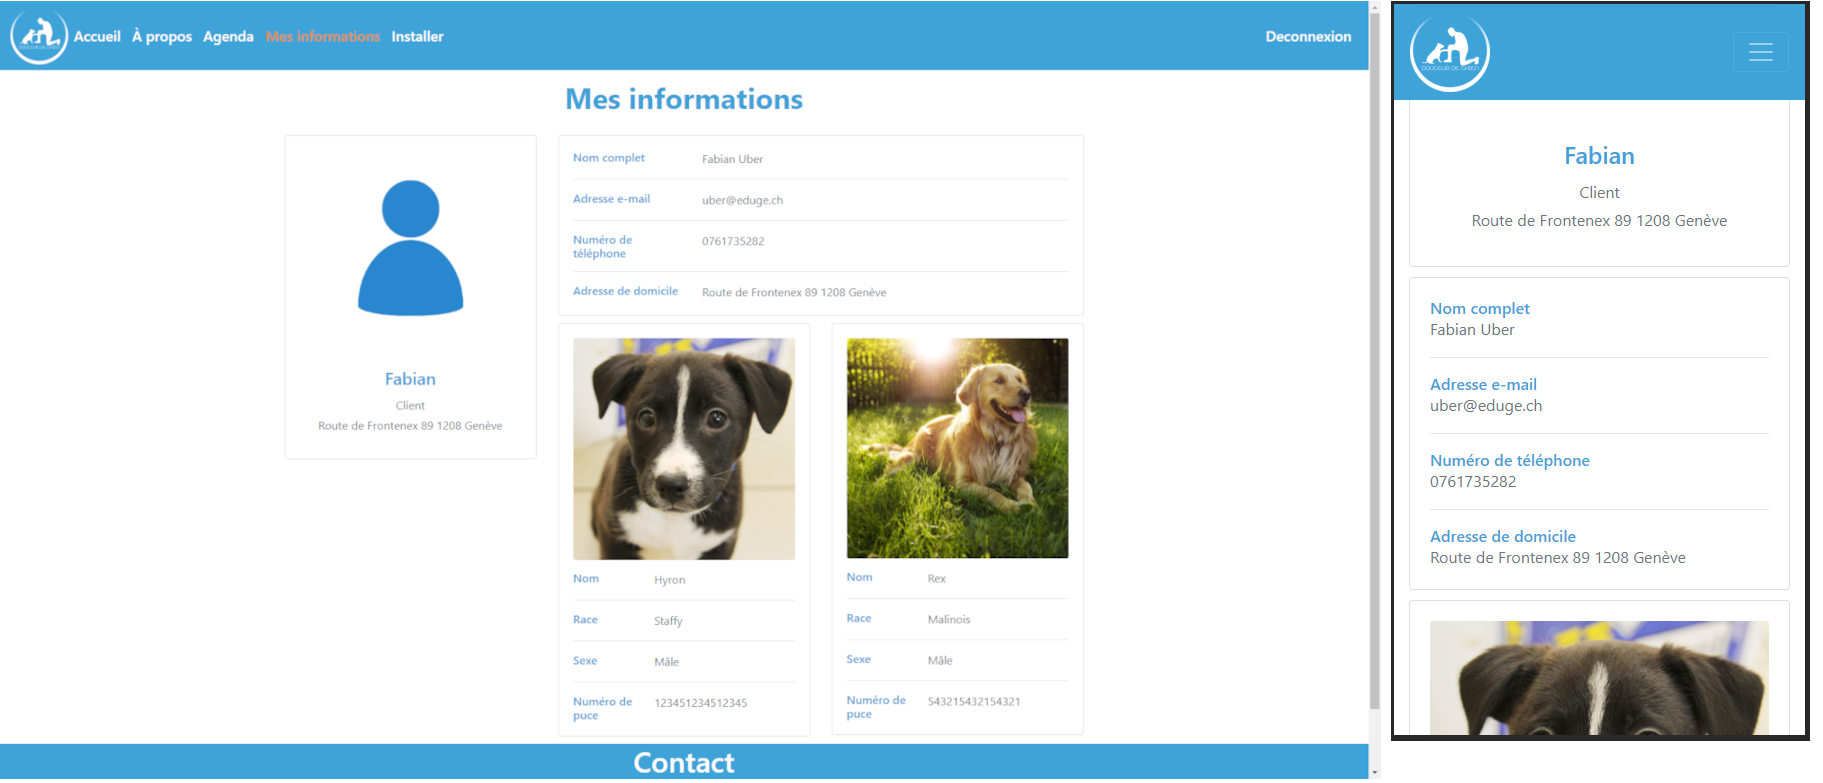 Accueil À propos Agenda Mes informations Installer Deconnexion
Mes informations
Fabian
Client
Route de Frontenex 89 1208 Genève
Nom complet Fabian Uber
Adresse e-mail uber@eduge.ch
Numéro de téléphone 0761735282
Adresse de domicile Route de Frontenex 89 1208 Genève
Nom Hyron
Race Staffy
Sexe Mâle
Numéro de puce 123451234512345
Nom Rex
Race Malinois
Sexe Mâle
Numéro de puce 543215432154321
Contact
DOUCEUR DE CHIEN
Fabian
Client
Route de Frontenex 89 1208 Genève
Nom complet
Fabian Uber
Adresse e-mail
uber@eduge.ch
Numéro de téléphone
0761735282
Adresse de domicile
Route de Frontenex 89 1208 Genève